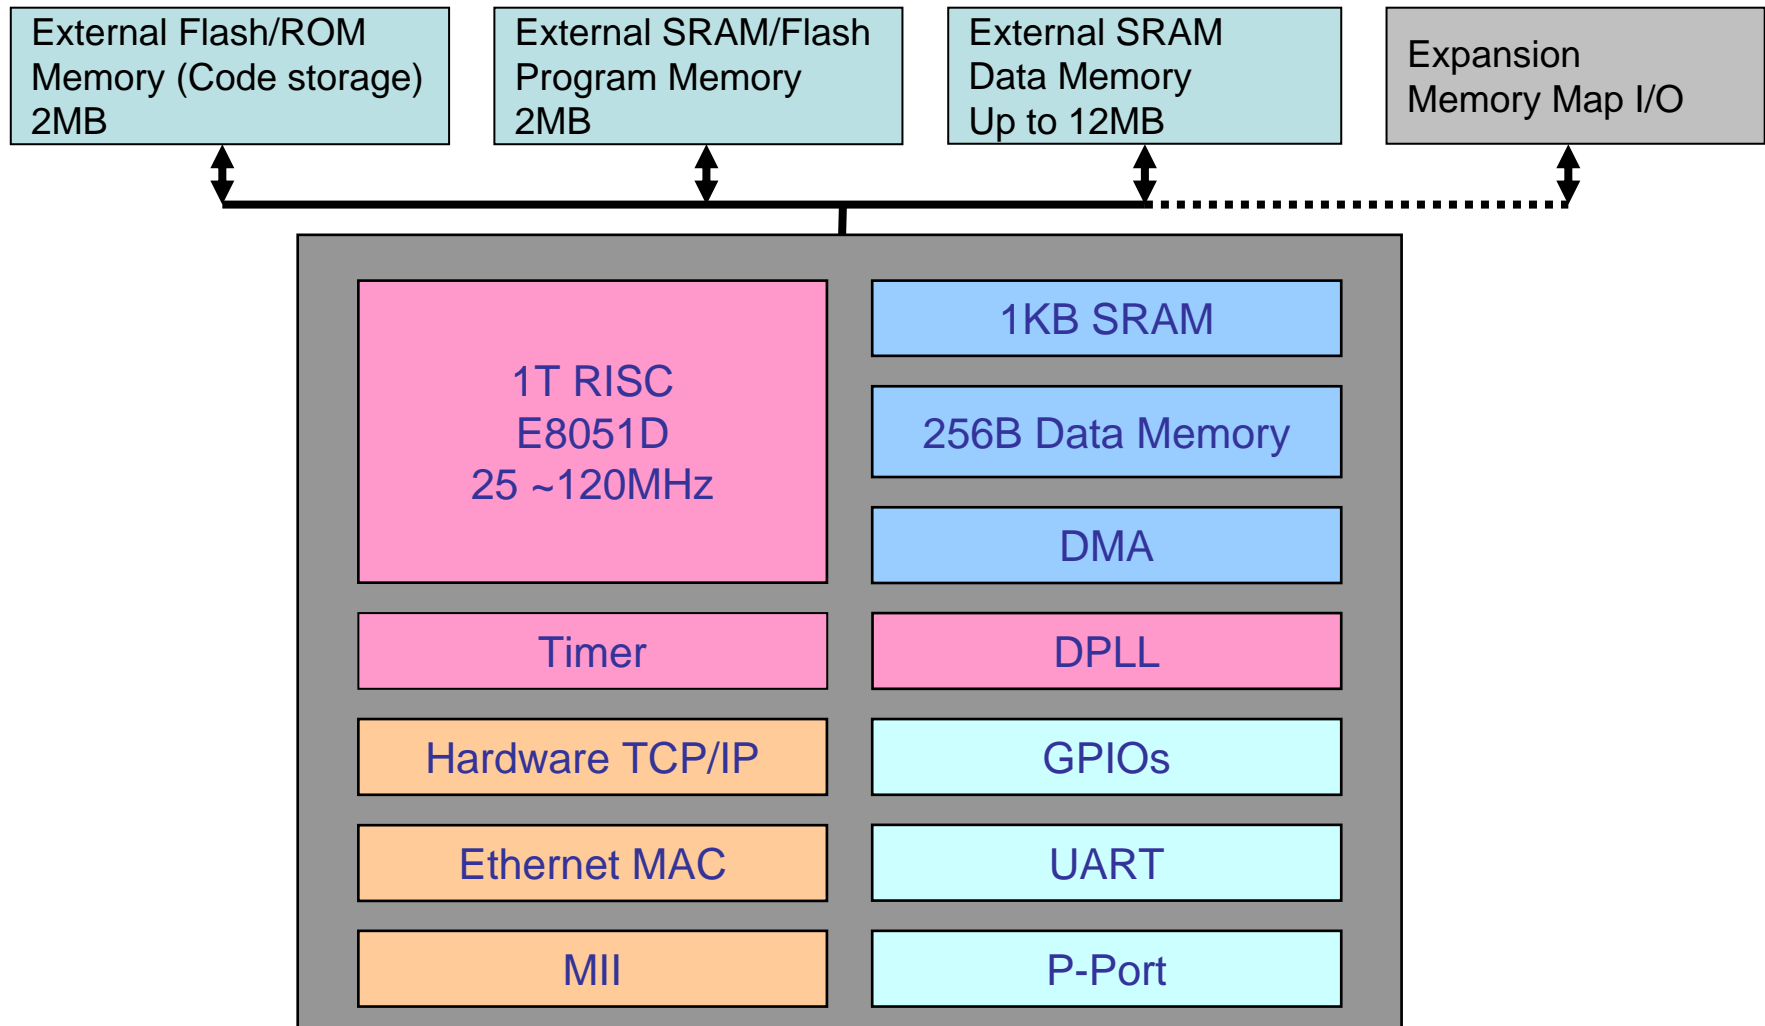 External Flash/ROM
Memory (Code storage)
2MB
External SRAM/Flash
Program Memory
2MB
External SRAM
Data Memory
Up to 12MB
Expansion
Memory Map I/O
1T RISC
E8051D
25 ~120MHz
1KB SRAM
256B Data Memory
DMA
Timer
DPLL
Hardware TCP/IP
GPIOs
Ethernet MAC
UART
MII
P-Port